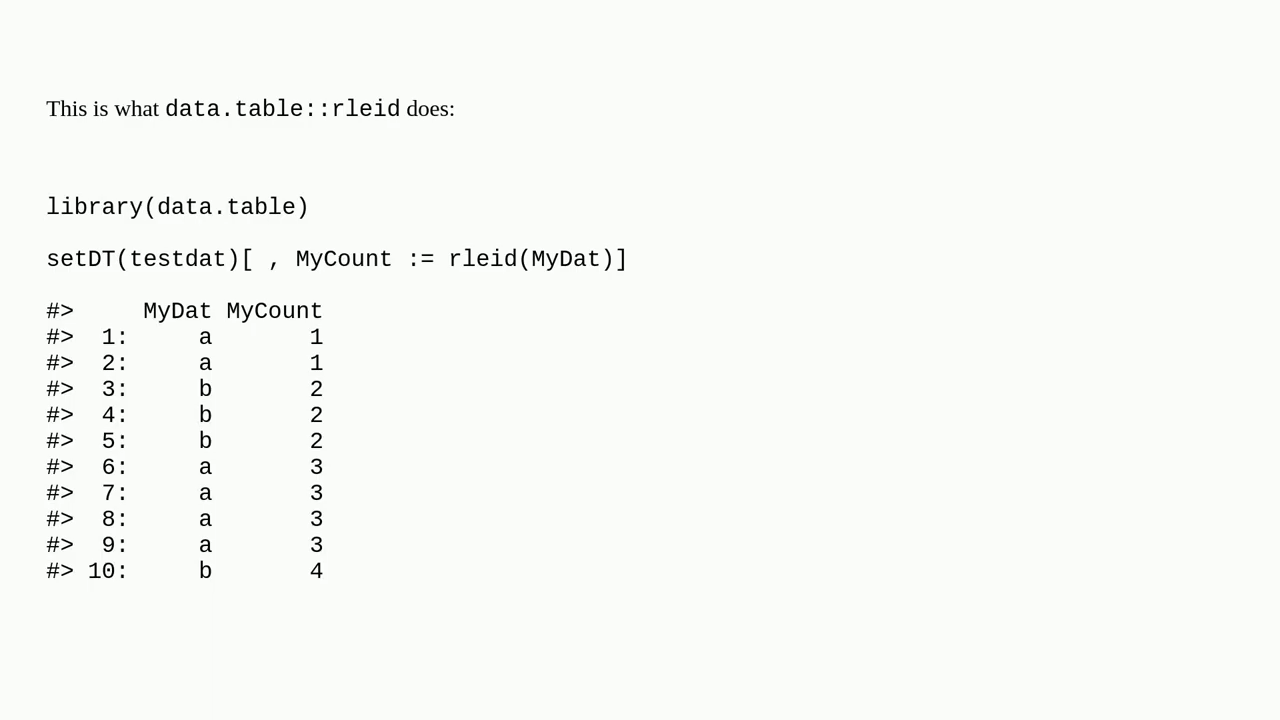 This is what data.table::rleid does:
library(data.table)
setDT(testdat)[ , MyCount := rleid(MyDat)]
#>     MyDat MyCount
#>  1:     a       1
#>  2:     a       1
#>  3:     b       2
#>  4:     b       2
#>  5:     b       2
#>  6:     a       3
#>  7:     a       3
#>  8:     a       3
#>  9:     a       3
#> 10:     b       4